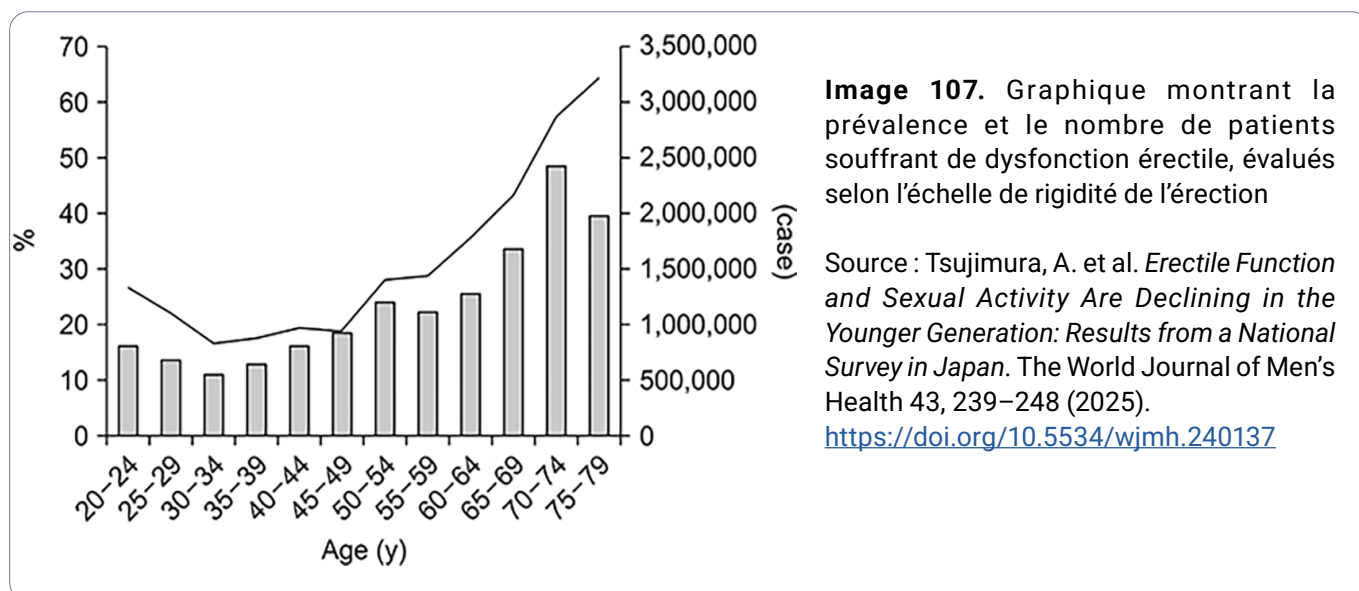 70
60
50
40
30
20
10
0
%
3,500,000
3,000,000
2,500,000
2,000,000
1,500,000
1,000,000
500,000
0
(case)
20–24
25–29
30–34
35–39
40–44
45–49
50–54
55–59
60–64
65–69
70–74
75–79
Age (y)
Image 107. Graphique montrant la
prévalence et le nombre de patients
souffrant de dysfonction érectile, évalués
selon l’échelle de rigidité de l’érection
Source : Tsujimura, A. et al. Erectile Function
and Sexual Activity Are Declining in the
Younger Generation: Results from a National
Survey in Japan. The World Journal of Men’s
Health 43, 239–248 (2025).
https://doi.org/10.5534/wjmh.240137